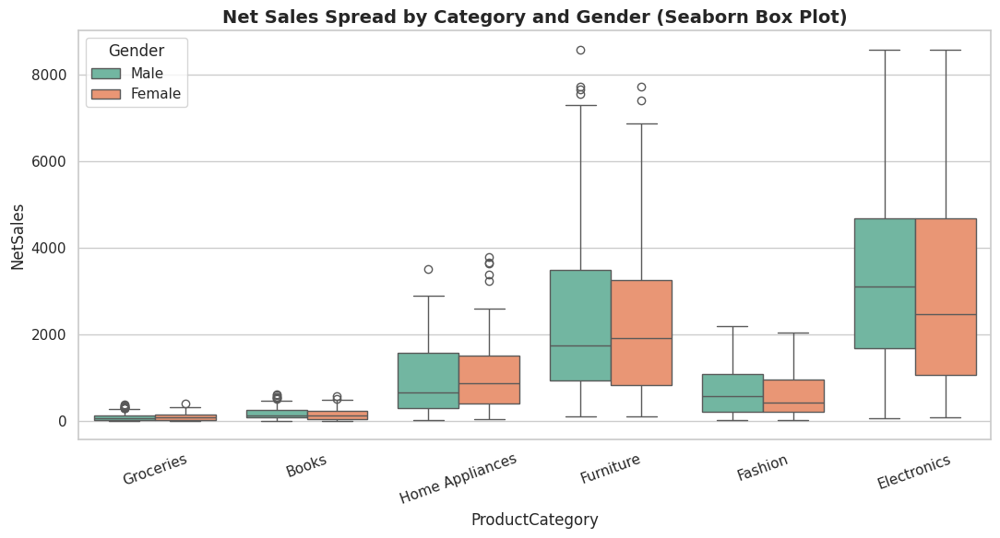 Net Sales Spread by Category and Gender (Seaborn Box Plot)
Gender
Male
Female
NetSales
8000
6000
4000
2000
0
Groceries
Books
Home Appliances
Furniture
Fashion
Electronics
ProductCategory